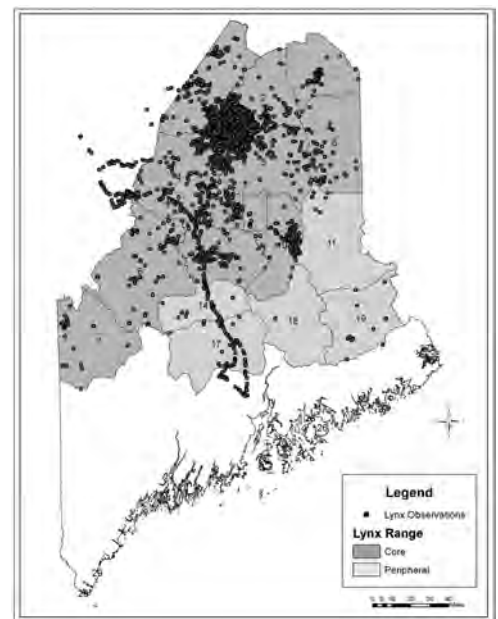 11
14
18
19
17
Legend
Lynx Observations
Lynx Range
Core
Peripheral